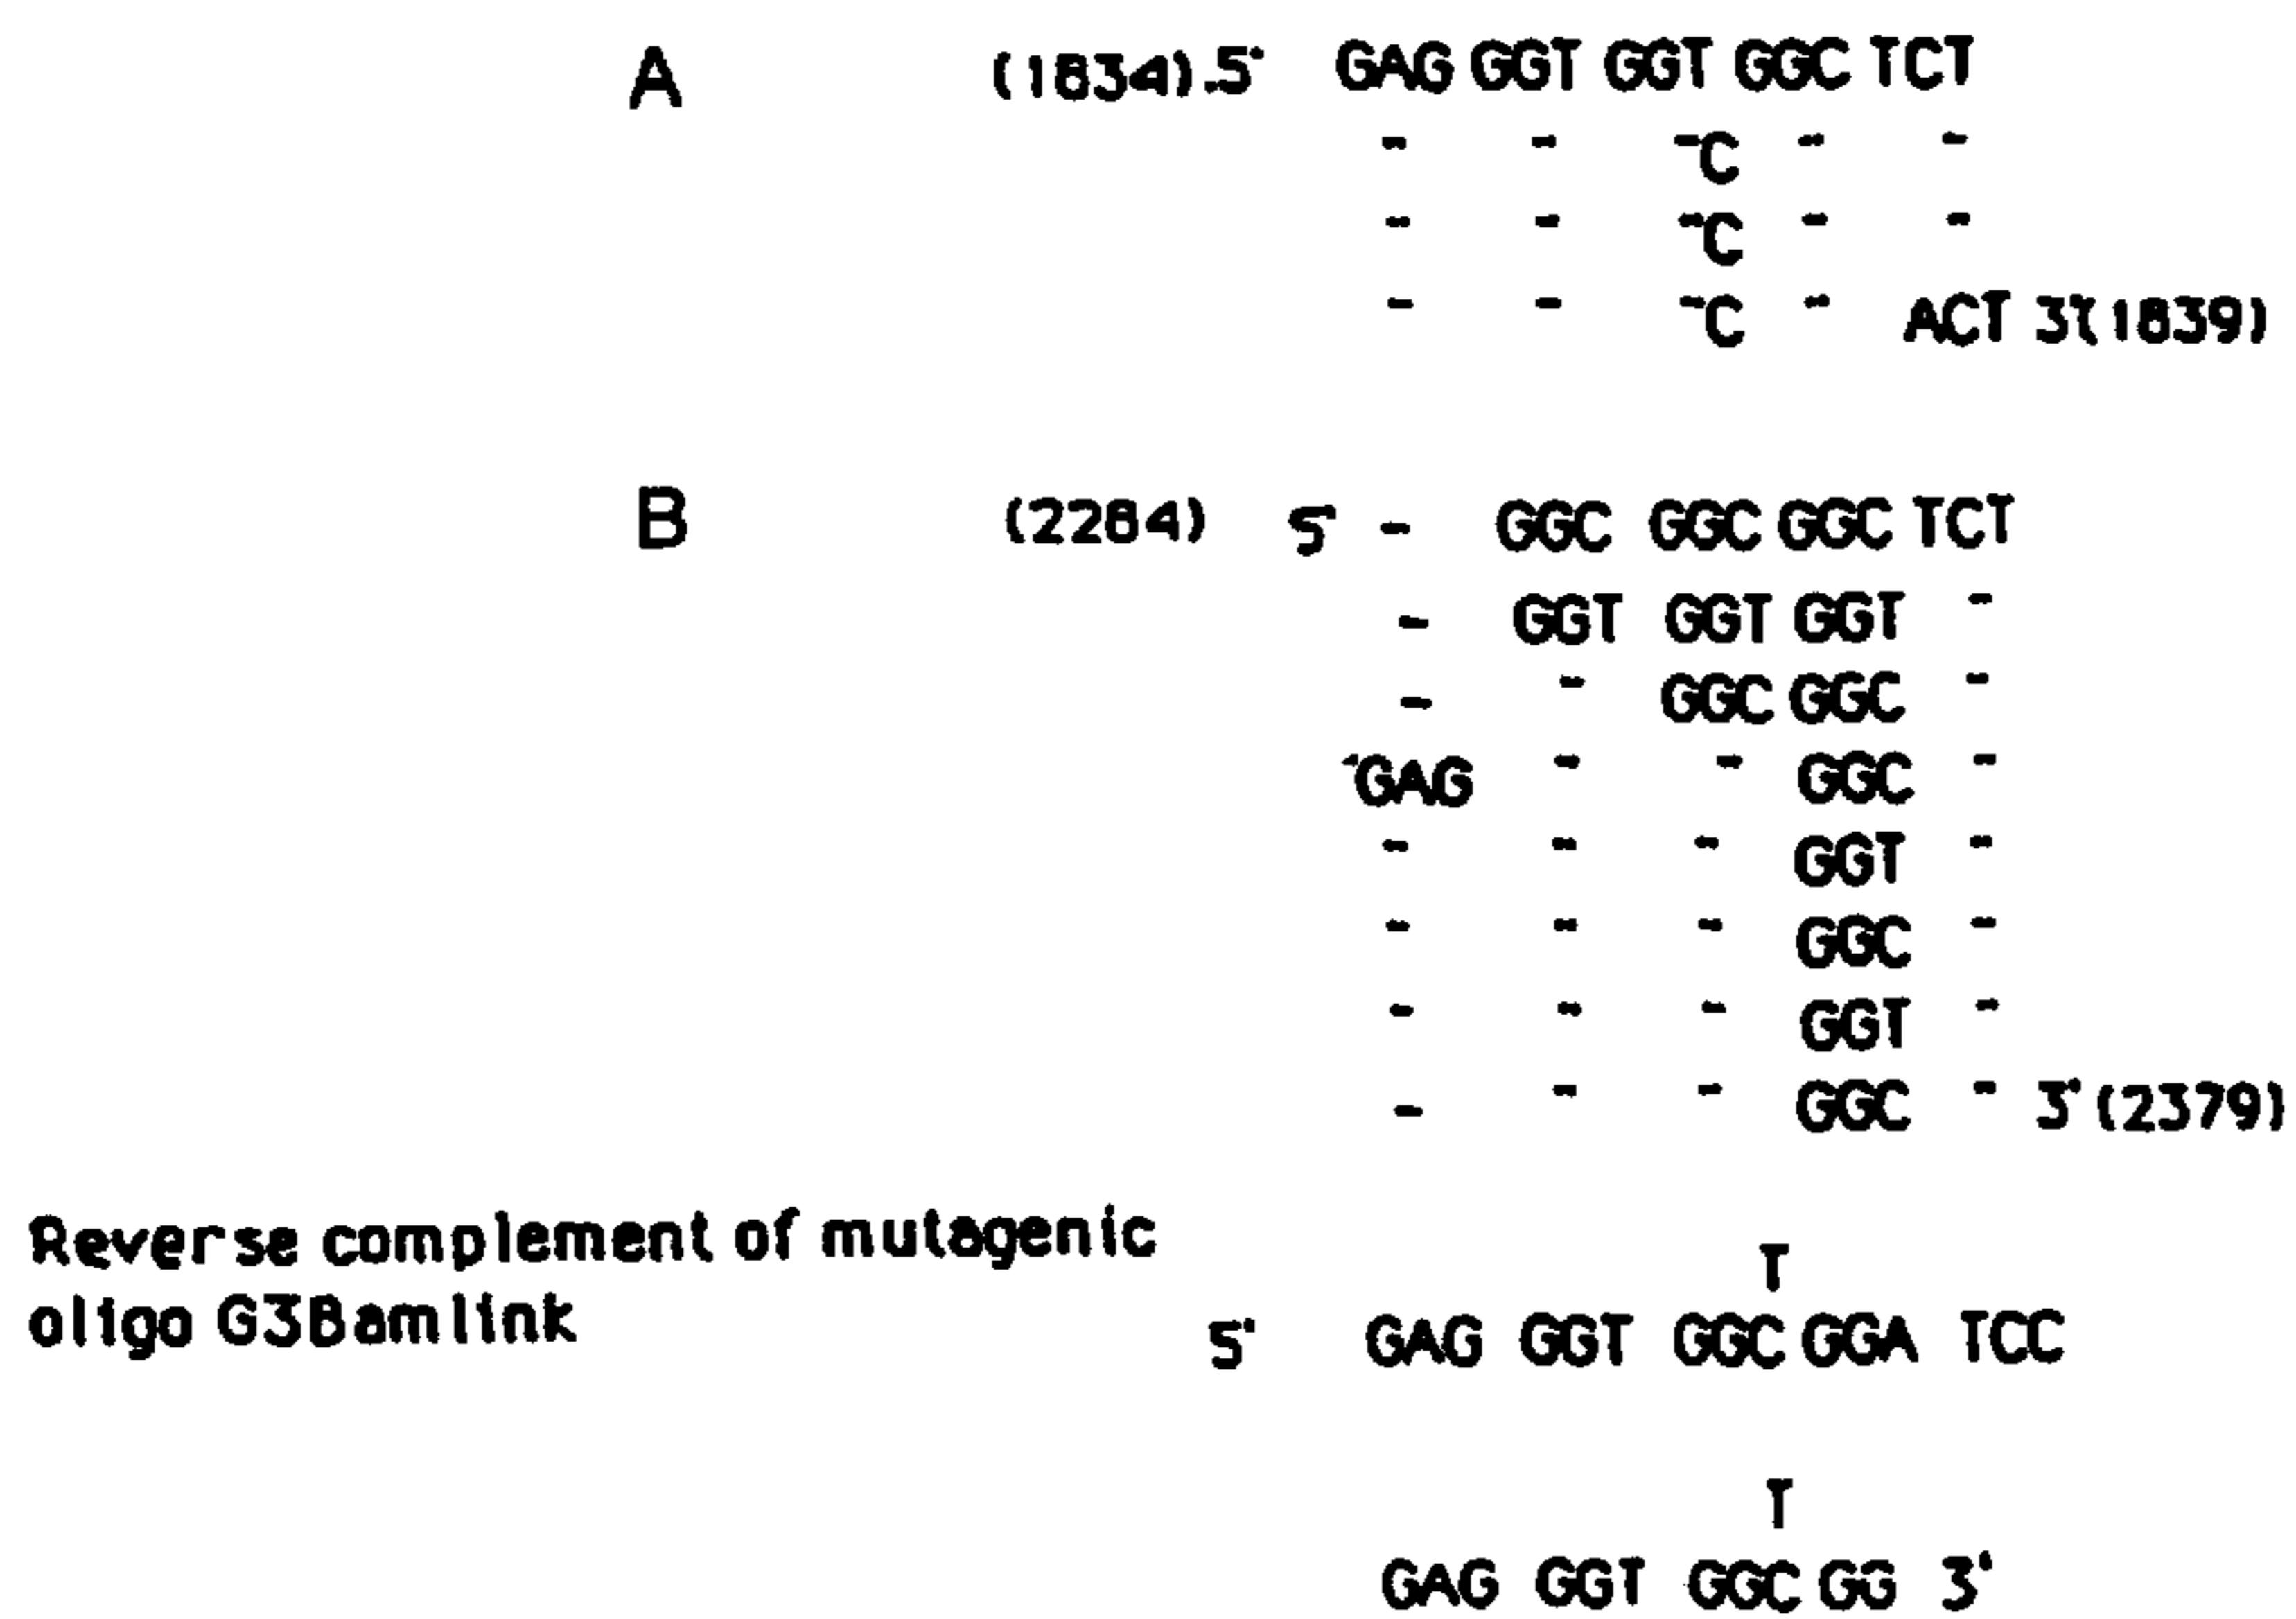 A (1834).5' GAG GGT GGT GGC TCT
- - -C - -
- - -C - -
- - -C - ACT 3'(1839)
B (2284) 5' - GGC GGC GGC TCT
- GGT GGT GGT -
- - GGC GGC -
-GAG - - GGC -
- - - GGT -
- - - GGC -
- - - GGT -
- - - GGC - 3'(2379)
Reverse complement of mutagenic
T
oligo G3Bamlink 5' GAG GGT GGC GGA TCC
T
GAG GGT GGC GG 3'